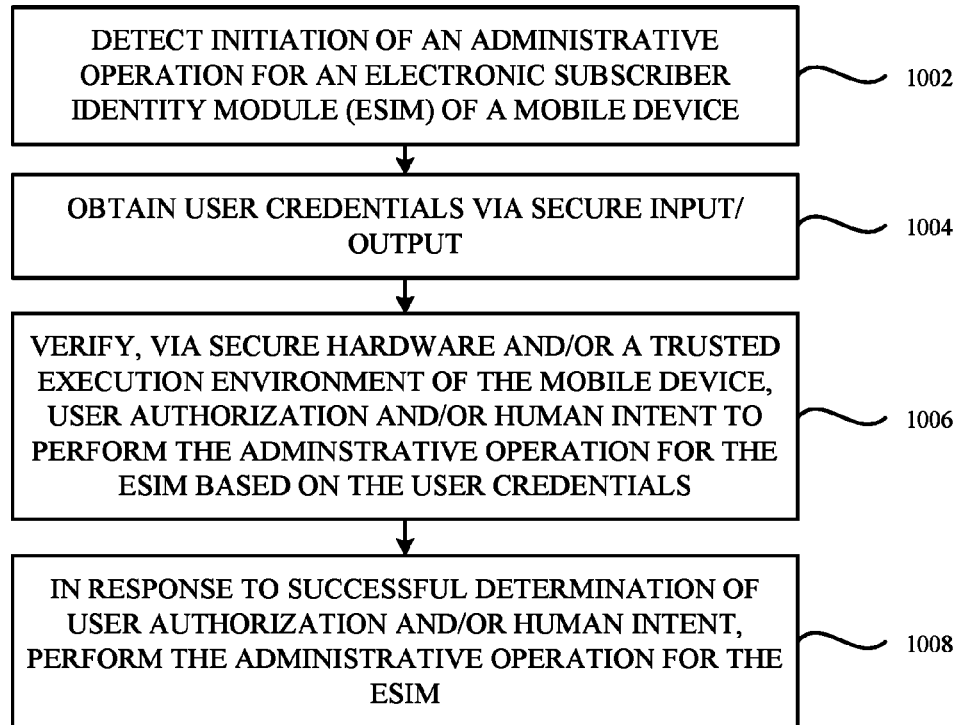 DETECT INITIATION OF AN ADMINISTRATIVE
OPERATION FOR AN ELECTRONIC SUBSCRIBER
IDENTITY MODULE (ESIM) OF A MOBILE DEVICE
1002
OBTAIN USER CREDENTIALS VIA SECURE INPUT/
OUTPUT
1004
VERIFY, VIA SECURE HARDWARE AND/OR A TRUSTED
EXECUTION ENVIRONMENT OF THE MOBILE DEVICE,
USER AUTHORIZATION AND/OR HUMAN INTENT TO
PERFORM THE ADMINSTRATIVE OPERATION FOR THE
ESIM BASED ON THE USER CREDENTIALS
1006
IN RESPONSE TO SUCCESSFUL DETERMINATION OF
USER AUTHORIZATION AND/OR HUMAN INTENT,
PERFORM THE ADMINISTRATIVE OPERATION FOR THE
ESIM
1008